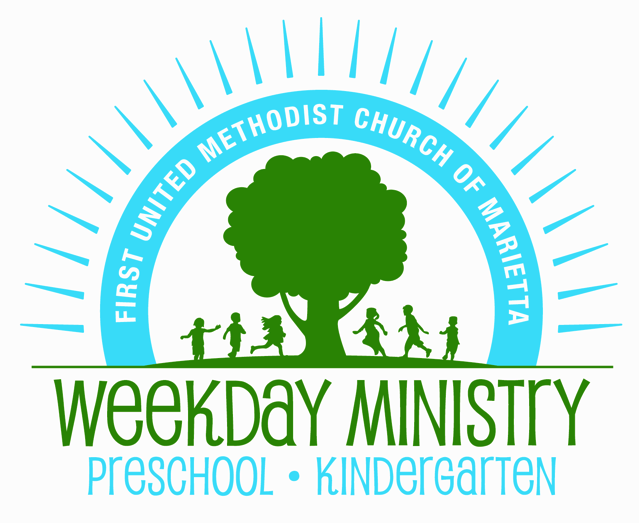 FIRST UNITED METHODIST CHURCH OF MARIETTA
WEEKDAY MINISTRY
PRESCHOOL • KINDERGARTEN